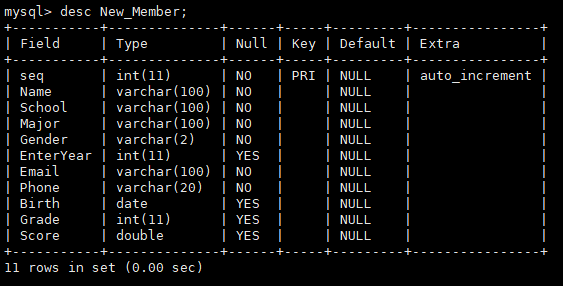 mysql> desc New_Member;
+-----------+--------------+------+-----+---------+----------------+
| Field     | Type         | Null | Key | Default | Extra          |
+-----------+--------------+------+-----+---------+----------------+
| seq       | int(11)      | NO   | PRI | NULL    | auto_increment |
| Name      | varchar(100) | NO   |     | NULL    |                |
| School    | varchar(100) | NO   |     | NULL    |                |
| Major     | varchar(100) | NO   |     | NULL    |                |
| Gender    | varchar(2)   | NO   |     | NULL    |                |
| EnterYear | int(11)      | YES  |     | NULL    |                |
| Email     | varchar(100) | NO   |     | NULL    |                |
| Phone     | varchar(20)  | NO   |     | NULL    |                |
| Birth     | date         | YES  |     | NULL    |                |
| Grade     | int(11)      | YES  |     | NULL    |                |
| Score     | double       | YES  |     | NULL    |                |
+-----------+--------------+------+-----+---------+----------------+
11 rows in set (0.00 sec)